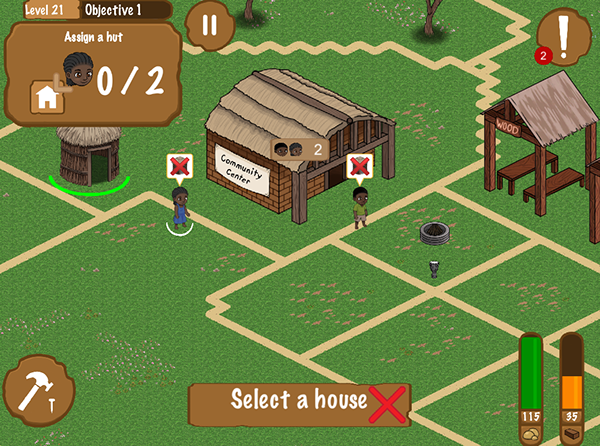 Level 21 Objective 1
Assign a hut
0 / 2
2
WOOD
2
Community
Center
Select a house
115
35